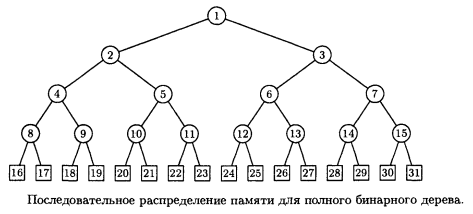 1
2 3
4 5 6 7
8 9 10 11 12 13 14 15
16 17 18 19 20 21 22 23 24 25 26 27 28 29 30 31
Последовательное распределение памяти для полного бинарного дерева.